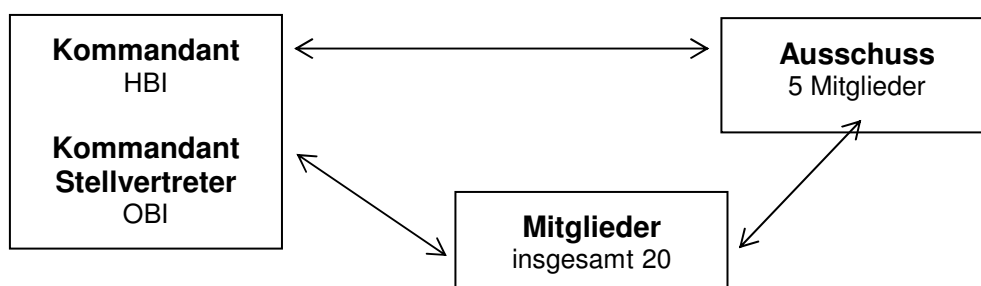 Kommandant
HBI
Kommandant
Stellvertreter
OBI
Ausschuss
5 Mitglieder
Mitglieder
insgesamt 20